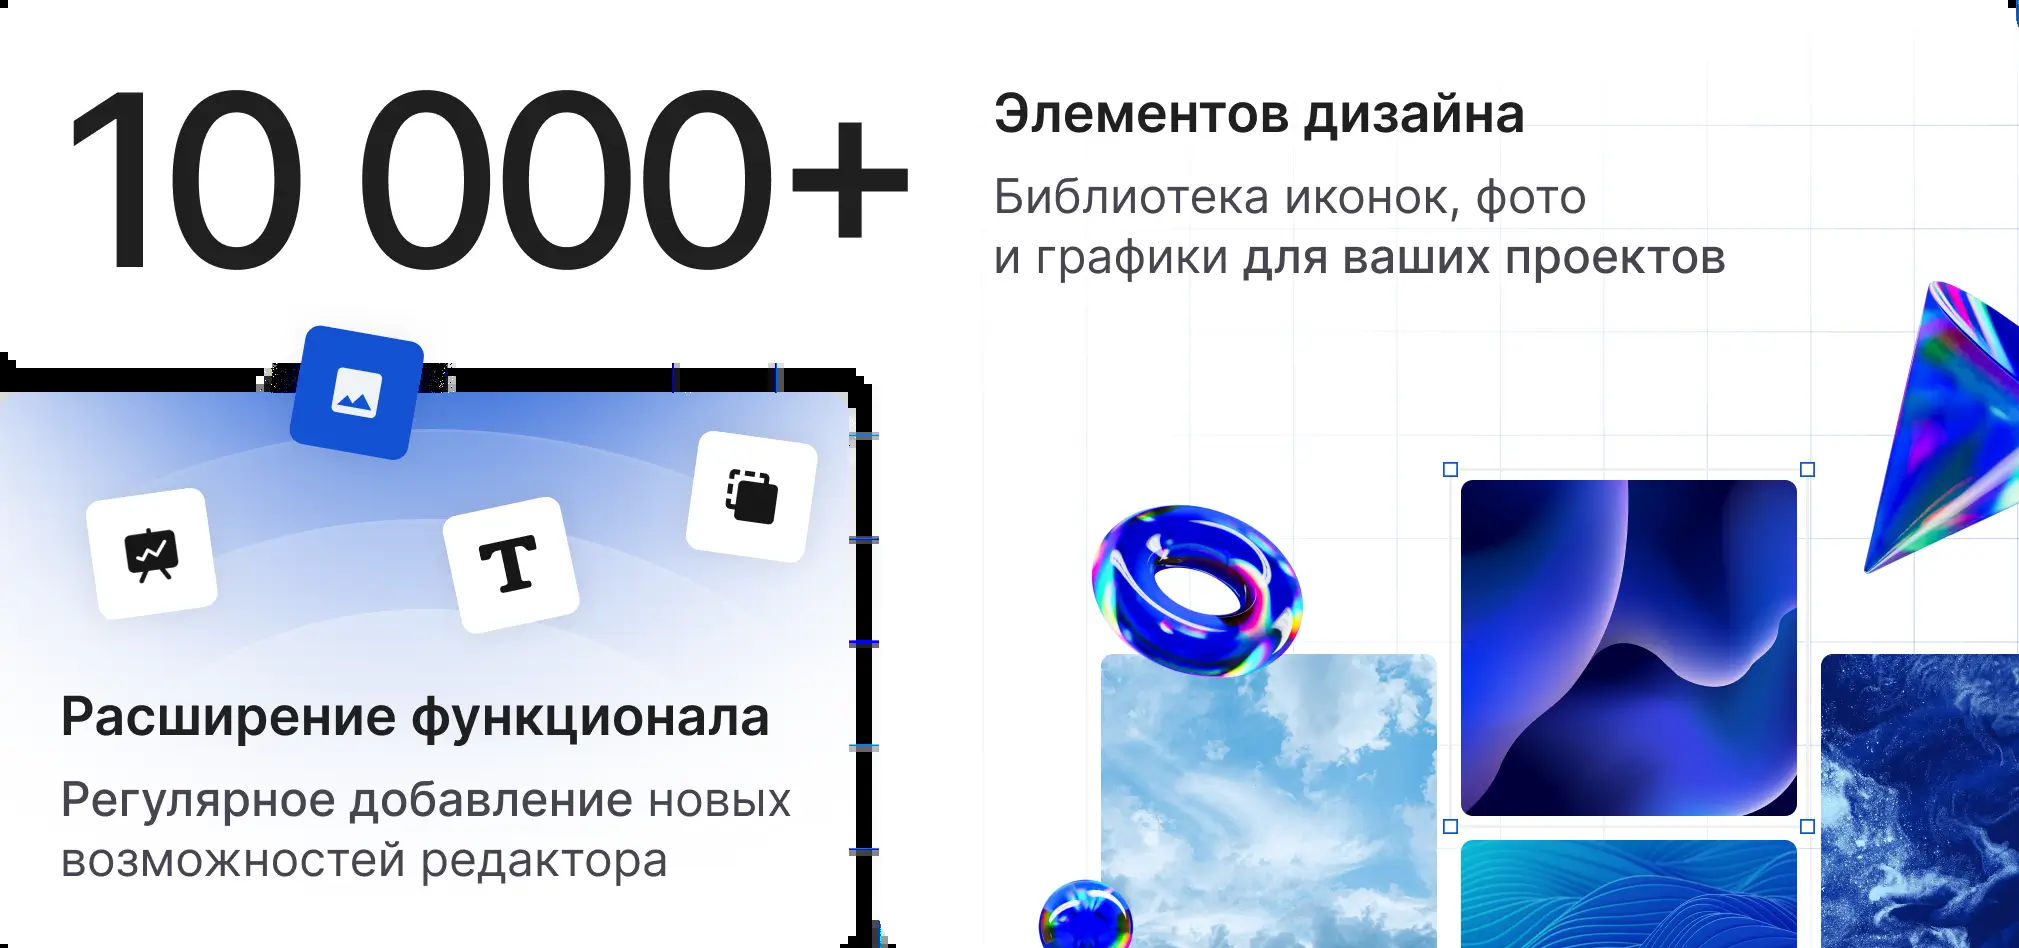 10 000+
Элементов дизайна
Библиотека иконок, фото
и графики для ваших проектов
T
Расширение функционала
Регулярное добавление новых
возможностей редактора